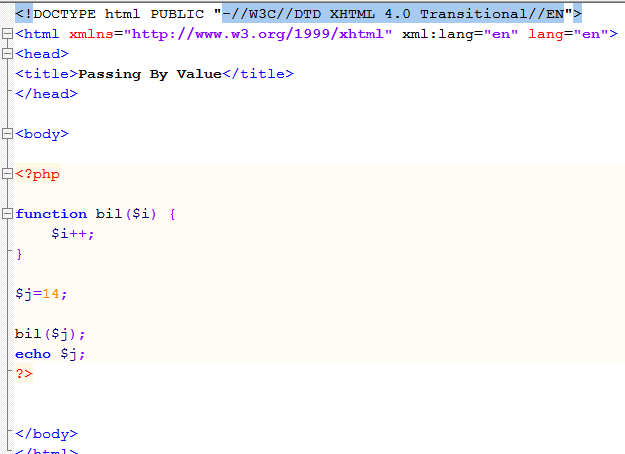 <!DOCTYPE html PUBLIC "-//W3C//DTD XHTML 4.0 Transitional//EN">
<html xmlns="http://www.w3.org/1999/xhtml" xml:lang="en" lang="en">
<head>
<title>Passing By Value</title>
</head>
<body>
<?php
function bil($i) {
$i++;
}
$j=14;
bil($j);
echo $j;
?>
</body>
</html>